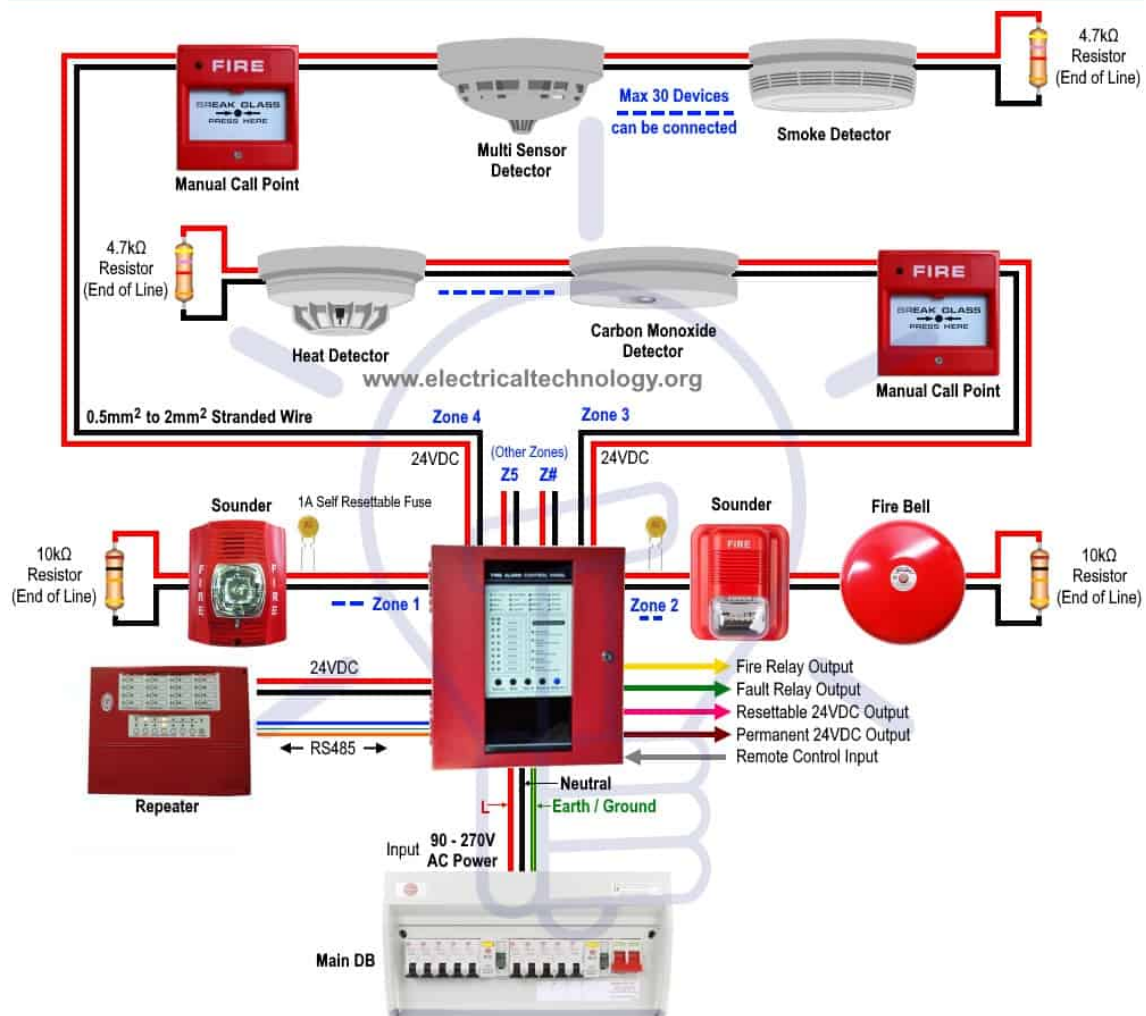 4.7kΩ
Resistor
(End of Line)
FIRE
BREAK GLASS
PRESS HERE
Manual Call Point
Multi Sensor
Detector
Max 30 Devices
can be connected
Smoke Detector
4.7kΩ
Resistor
(End of Line)
Heat Detector
Carbon Monoxide
Detector
FIRE
BREAK GLASS
PRESS HERE
Manual Call Point
www.electricaltechnology.org
0.5mm² to 2mm² Stranded Wire
Zone 4
Zone 3
(Other Zones)
Z5
Z#
24VDC
24VDC
Sounder
1A Self Resettable Fuse
Sounder
Fire Bell
10kΩ
Resistor
(End of Line)
FIRE
FIRE
Zone 1
FIRE ALARM CONTROL PANEL
Zone 2
FIRE
10kΩ
Resistor
(End of Line)
24VDC
RS485
Repeater
Fire Relay Output
Fault Relay Output
Resettable 24VDC Output
Permanent 24VDC Output
Remote Control Input
Neutral
L
Earth / Ground
Input
90 - 270V
AC Power
Main DB